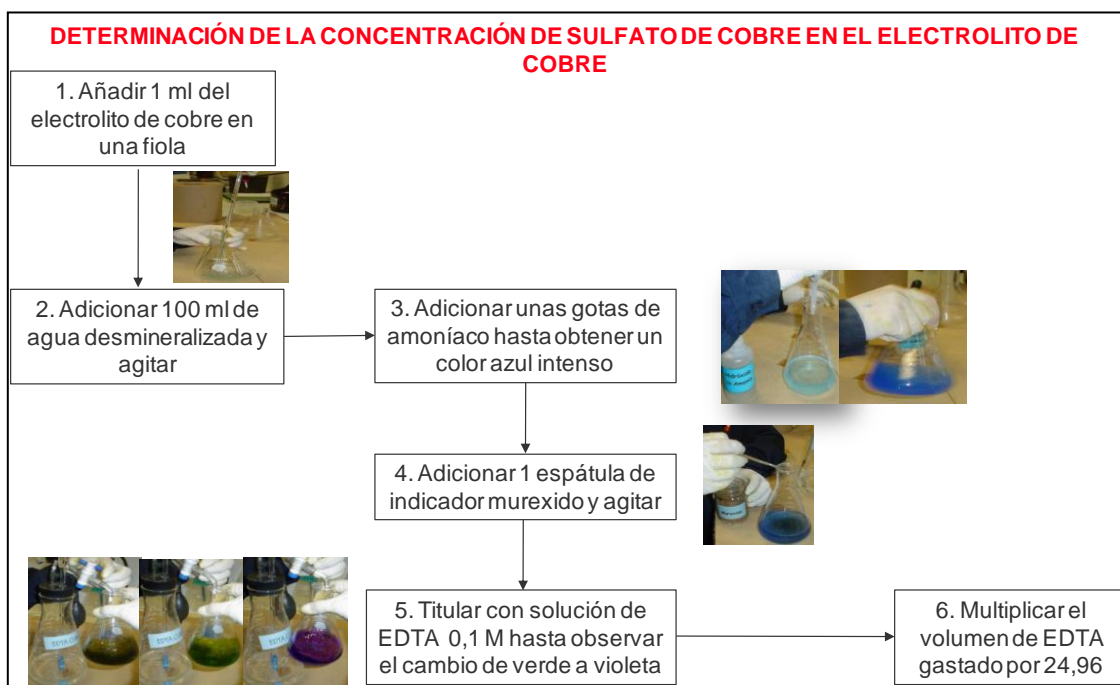 DETERMINACIÓN DE LA CONCENTRACIÓN DE SULFATO DE COBRE EN EL ELECTROLITO DE
COBRE
1. Añadir 1 ml del
electrolito de cobre en
una fiola
2. Adicionar 100 ml de
agua desmineralizada y
agitar
3. Adicionar unas gotas de
amoníaco hasta obtener un
color azul intenso
4. Adicionar 1 espátula de
indicador murexido y agitar
5. Titular con solución de
EDTA 0,1 M hasta observar
el cambio de verde a violeta
6. Multiplicar el
volumen de EDTA
gastado por 24,96